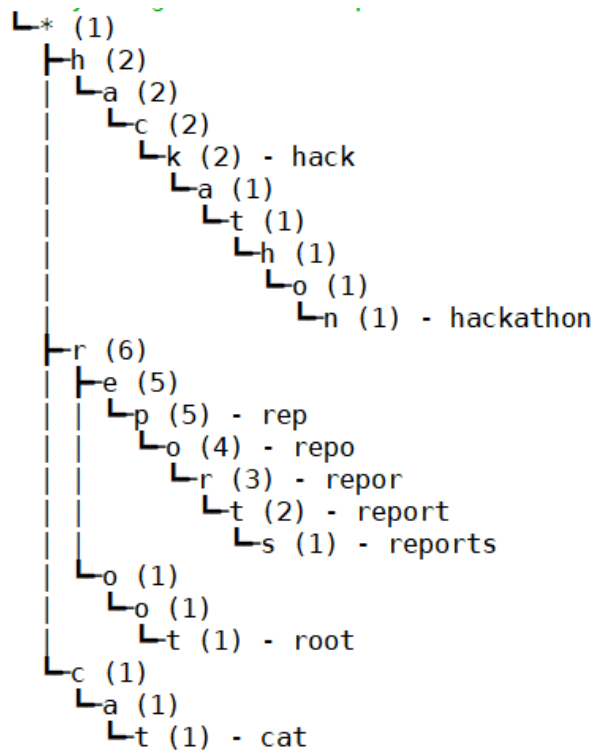 * (1)
h (2)
a (2)
c (2)
k (2) - hack
a (1)
t (1)
h (1)
o (1)
n (1) - hackathon
r (6)
e (5)
p (5) - rep
o (4) - repo
r (3) - repor
t (2) - report
s (1) - reports
o (1)
o (1)
t (1) - root
c (1)
a (1)
t (1) - cat